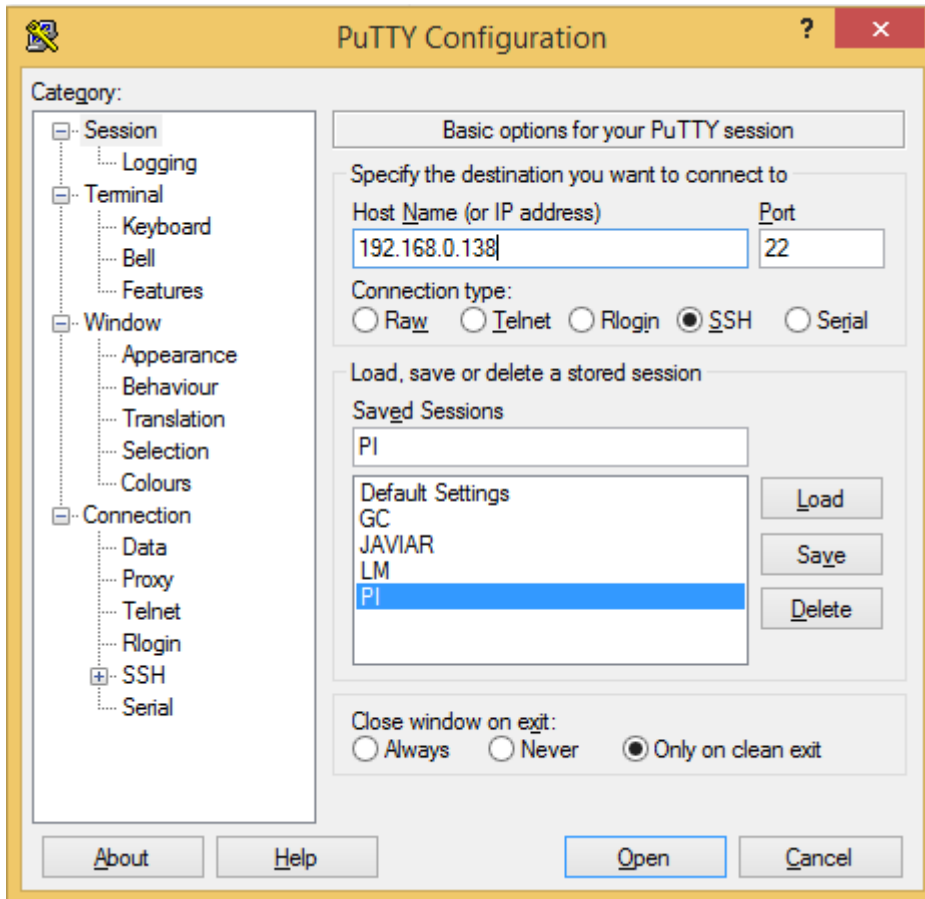 PuTTY Configuration
?
×
Category:
Session
Logging
Terminal
Keyboard
Bell
Features
Window
Appearance
Behaviour
Translation
Selection
Colours
Connection
Data
Proxy
Telnet
Rlogin
SSH
Serial
Basic options for your PuTTY session
Specify the destination you want to connect to
Host Name (or IP address) Port
192.168.0.138 22
Connection type:
Raw Telnet Rlogin SSH Serial
Load, save or delete a stored session
Saved Sessions
PI
Default Settings
GC
JAVIAR
LM
PI
Load
Save
Delete
Close window on exit:
Always Never Only on clean exit
About Help Open Cancel